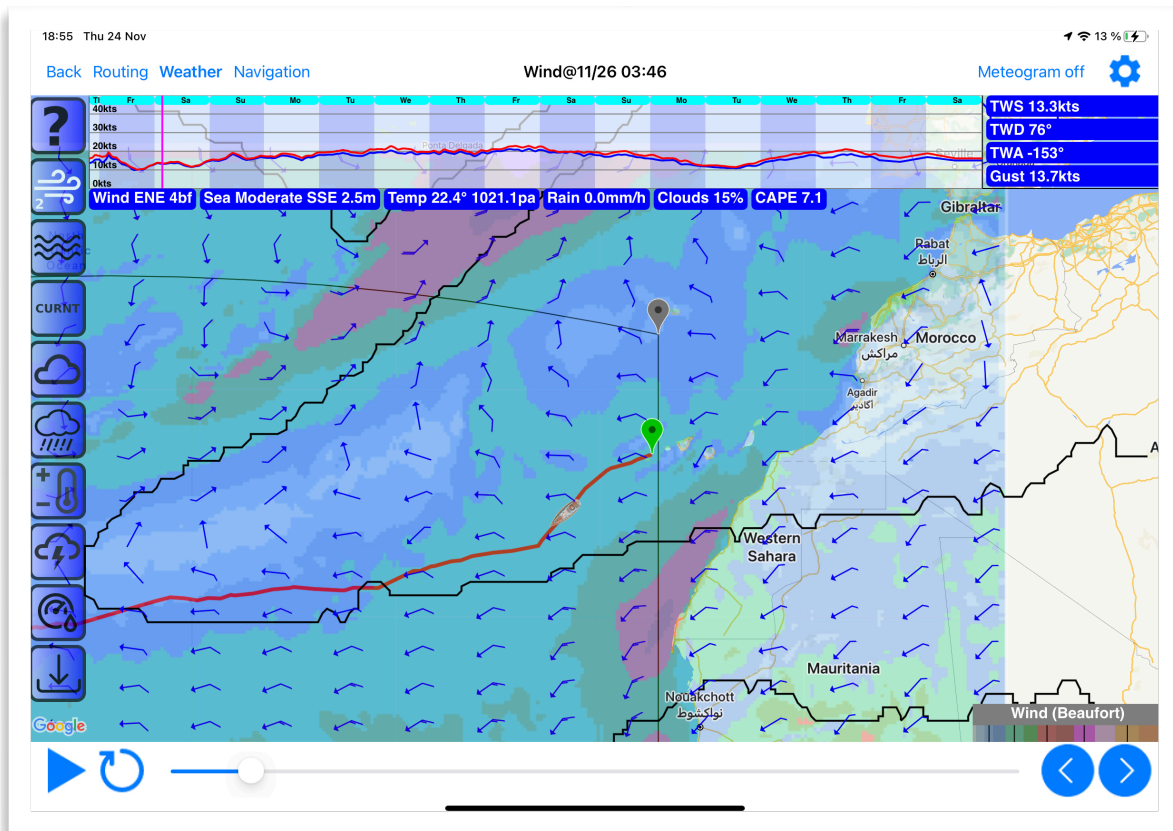 18:55 Thu 24 Nov
13 %
Back Routing Weather Navigation
Wind@11/26 03:46
Meteogram off
Fr Sa Su Mo Tu We Th Fr Sa Su Mo Tu We Th Fr Sa
40kts
30kts
20kts
10kts
0kts
Ponta Delgada
Seville
TWS 13.3kts
TWD 76°
TWA -153°
Gust 13.7kts
?
2
Wind ENE 4bf
Sea Moderate SSE 2.5m
Temp 22.4° 1021.1pa
Rain 0.0mm/h
Clouds 15%
CAPE 7.1
Gibraltar
Rabat
الرباط
Ocean
CURNT
Marrakesh
مراكش
Morocco
Agadir
اكادير
Western
Sahara
Mauritania
Nouakchott
نواكشوط
Wind (Beaufort)
Google